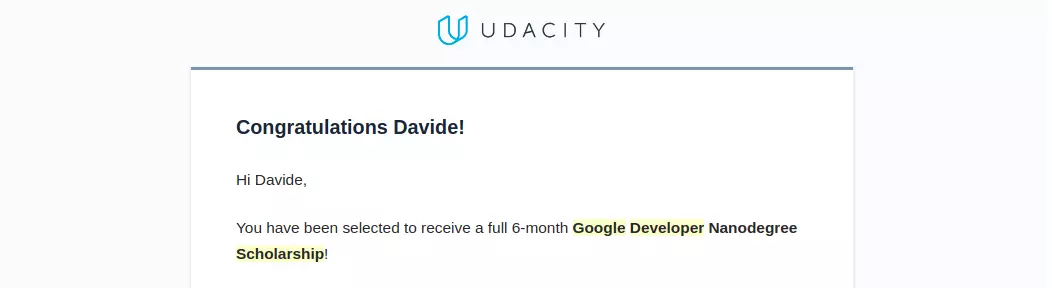 UDACITY
Congratulations Davide!
Hi Davide,
You have been selected to receive a full 6-month Google Developer Nanodegree
Scholarship!